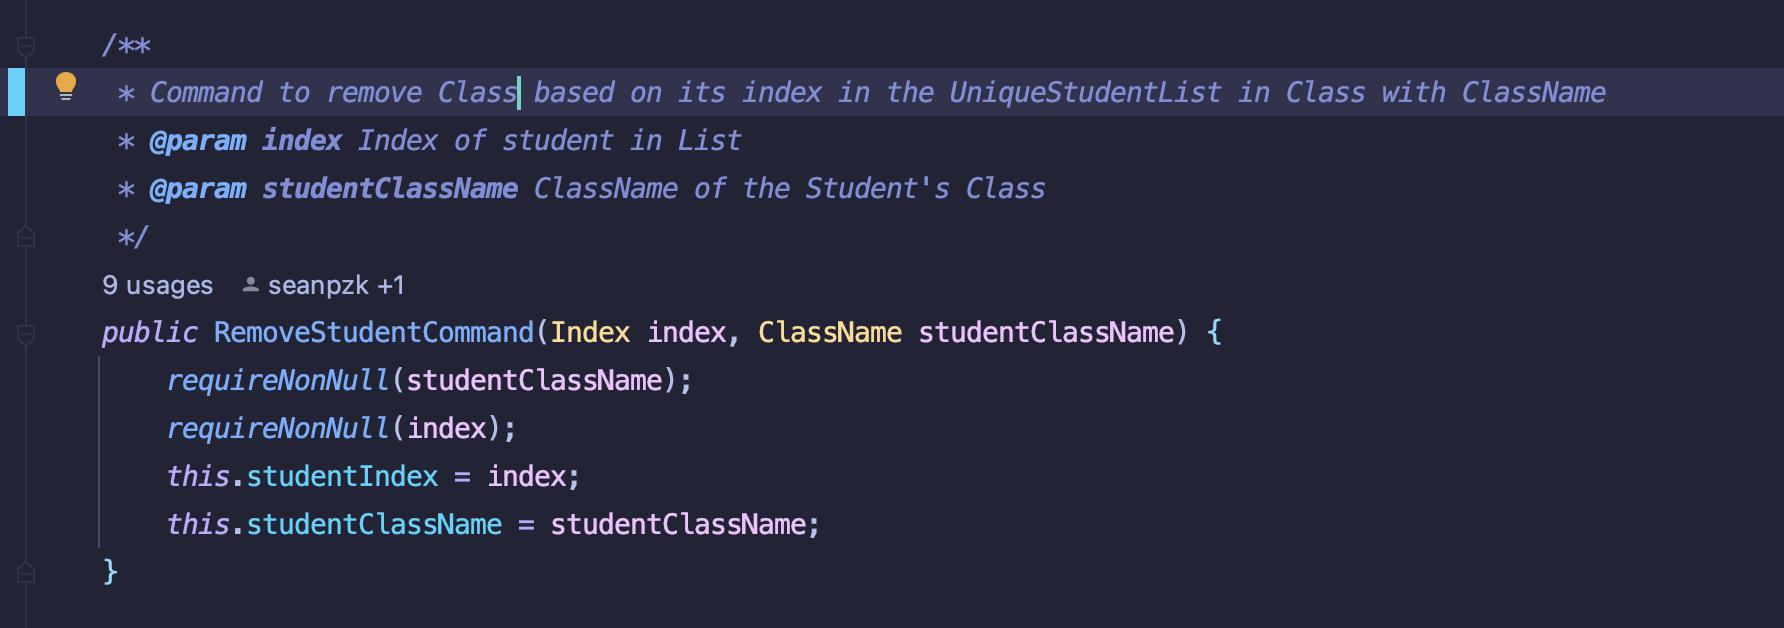 /**
* Command to remove Class based on its index in the UniqueStudentList in Class with ClassName
* @param index Index of student in List
* @param studentClassName ClassName of the Student's Class
*/
9 usages seanpzk +1
public RemoveStudentCommand(Index index, ClassName studentClassName) {
requireNonNull(studentClassName);
requireNonNull(index);
this.studentIndex = index;
this.studentClassName = studentClassName;
}